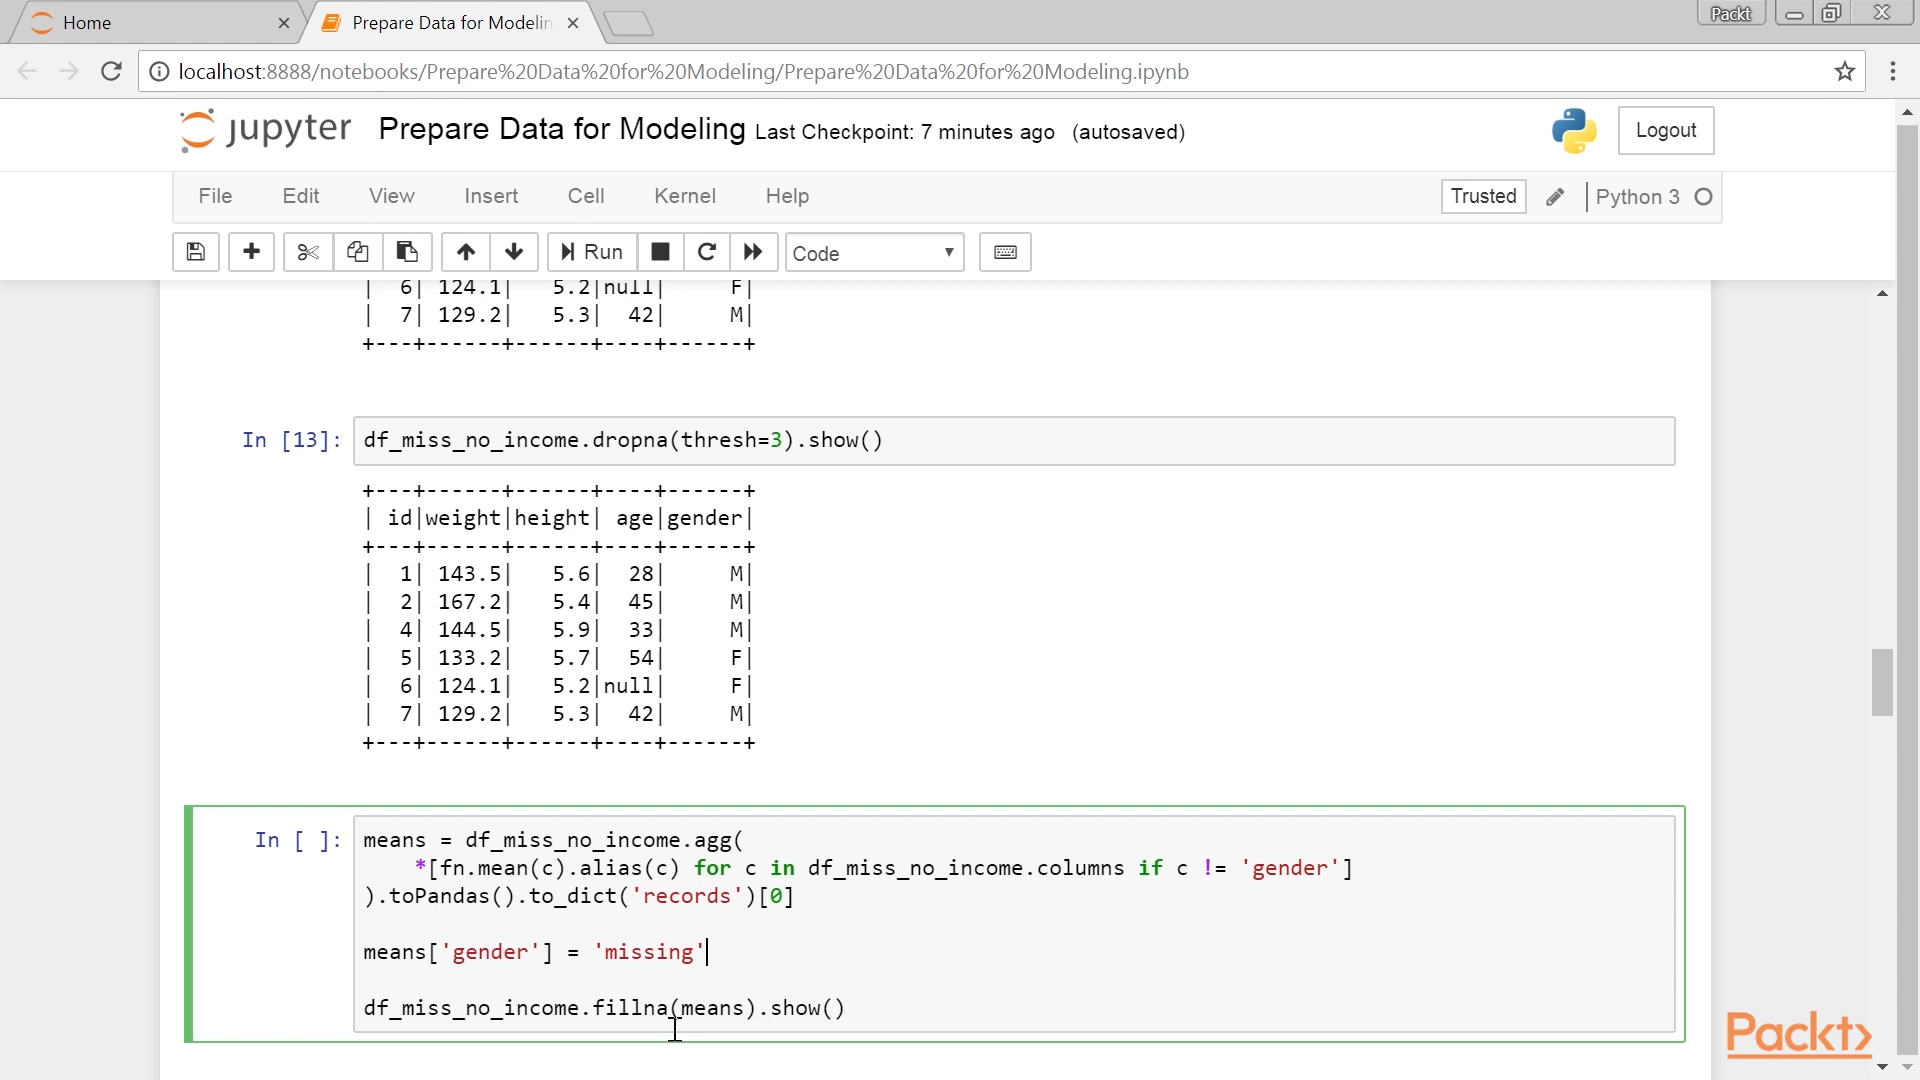 Home
Prepare Data for Modelin
Packt
localhost:8888/notebooks/Prepare%20Data%20for%20Modeling/Prepare%20Data%20for%20Modeling.ipynb
jupyter Prepare Data for Modeling Last Checkpoint: 7 minutes ago (autosaved)
Logout
File Edit View Insert Cell Kernel Help
Trusted
Python 3
Run
Code
|  6| 124.1|   5.2|null|     F|
|  7| 129.2|   5.3|  42|     M|
+---+------+------+----+------+
In [13]: df_miss_no_income.dropna(thresh=3).show()
+---+------+------+----+------+
| id|weight|height| age|gender|
+---+------+------+----+------+
|  1| 143.5|   5.6|  28|     M|
|  2| 167.2|   5.4|  45|     M|
|  4| 144.5|   5.9|  33|     M|
|  5| 133.2|   5.7|  54|     F|
|  6| 124.1|   5.2|null|     F|
|  7| 129.2|   5.3|  42|     M|
+---+------+------+----+------+
In [ ]: means = df_miss_no_income.agg(
    *[fn.mean(c).alias(c) for c in df_miss_no_income.columns if c != 'gender']
).toPandas().to_dict('records')[0]
means['gender'] = 'missing'
df_miss_no_income.fillna(means).show()
Packt>